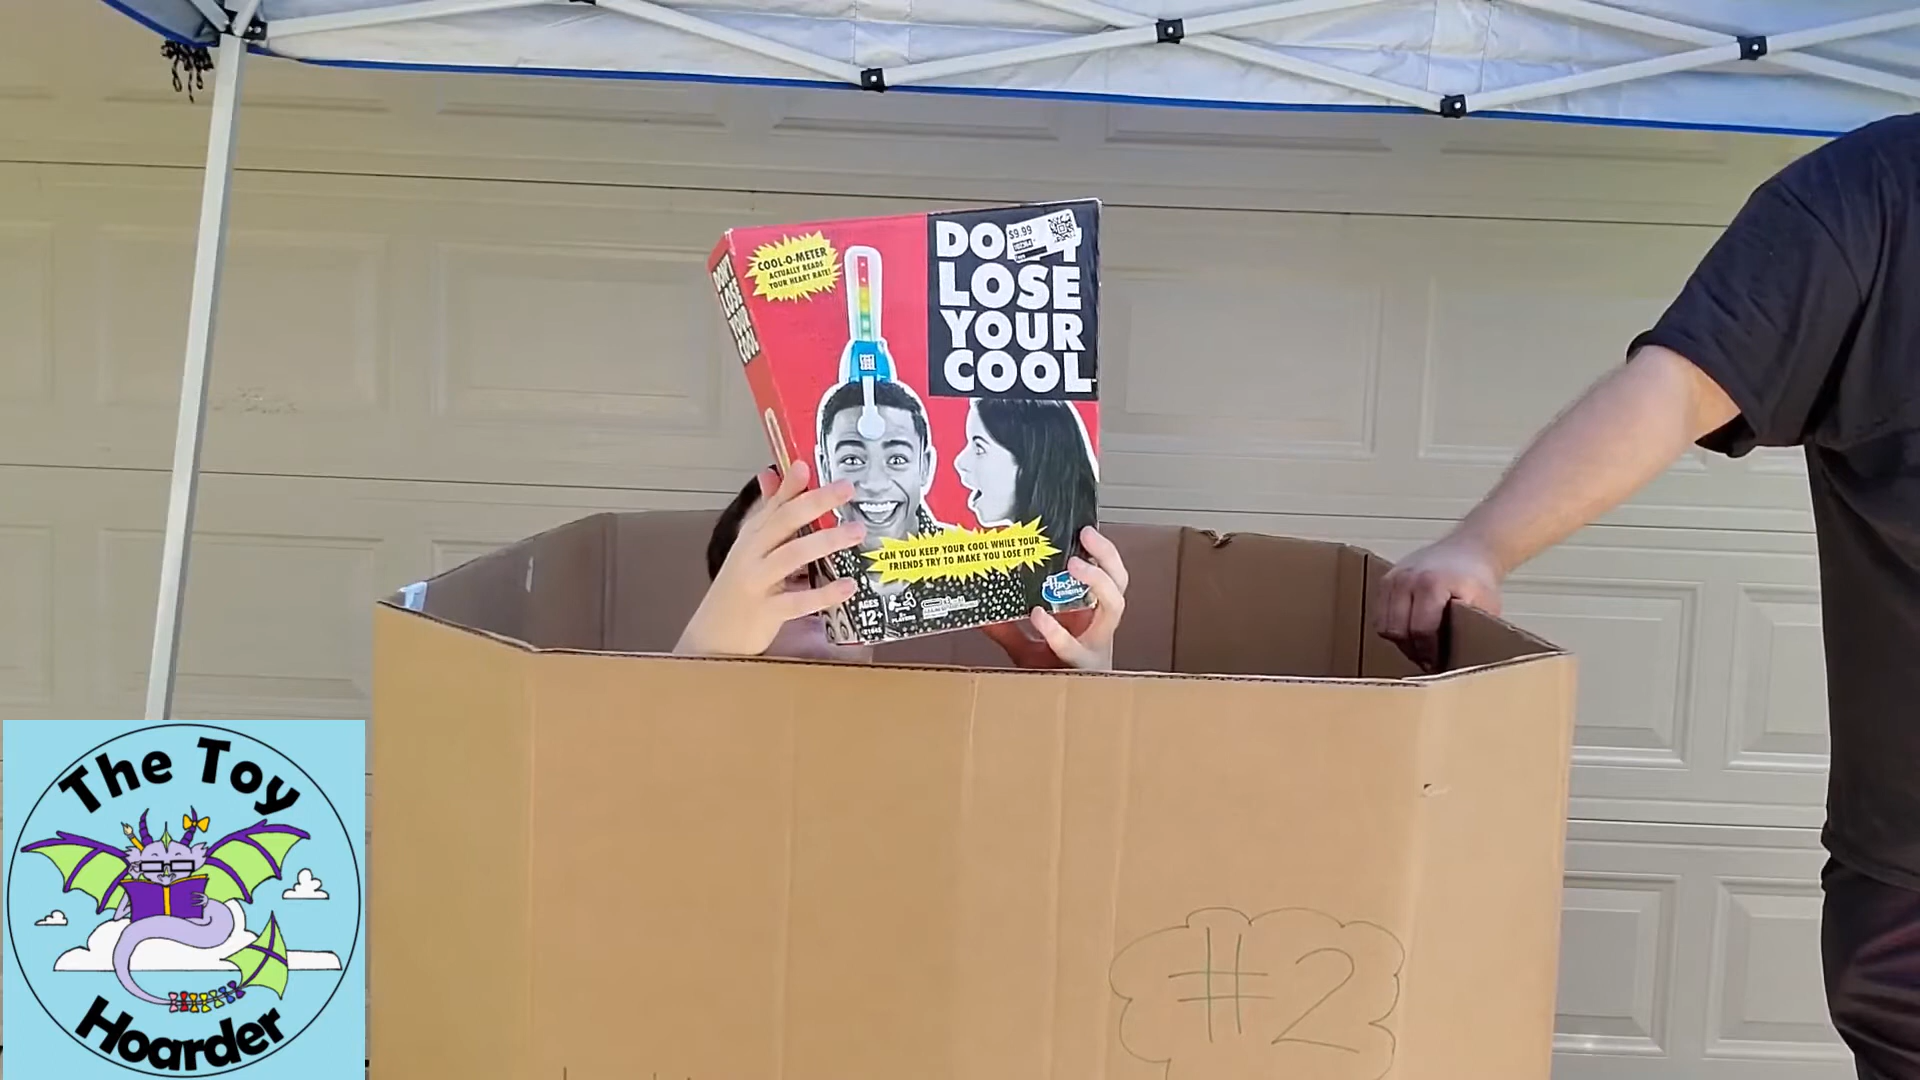 COOL-O-METER
ACTUALLY READS
YOUR HEART RATE!
$9.99
LOSE
YOUR
COOL
DON'T
LOSE
YOUR
COOL
CAN YOU KEEP YOUR COOL WHILE YOUR
FRIENDS TRY TO MAKE YOU LOSE IT?
AGES
12+
PLAYERS
Hasbro
Gaming
#2
The Toy
Hoarder